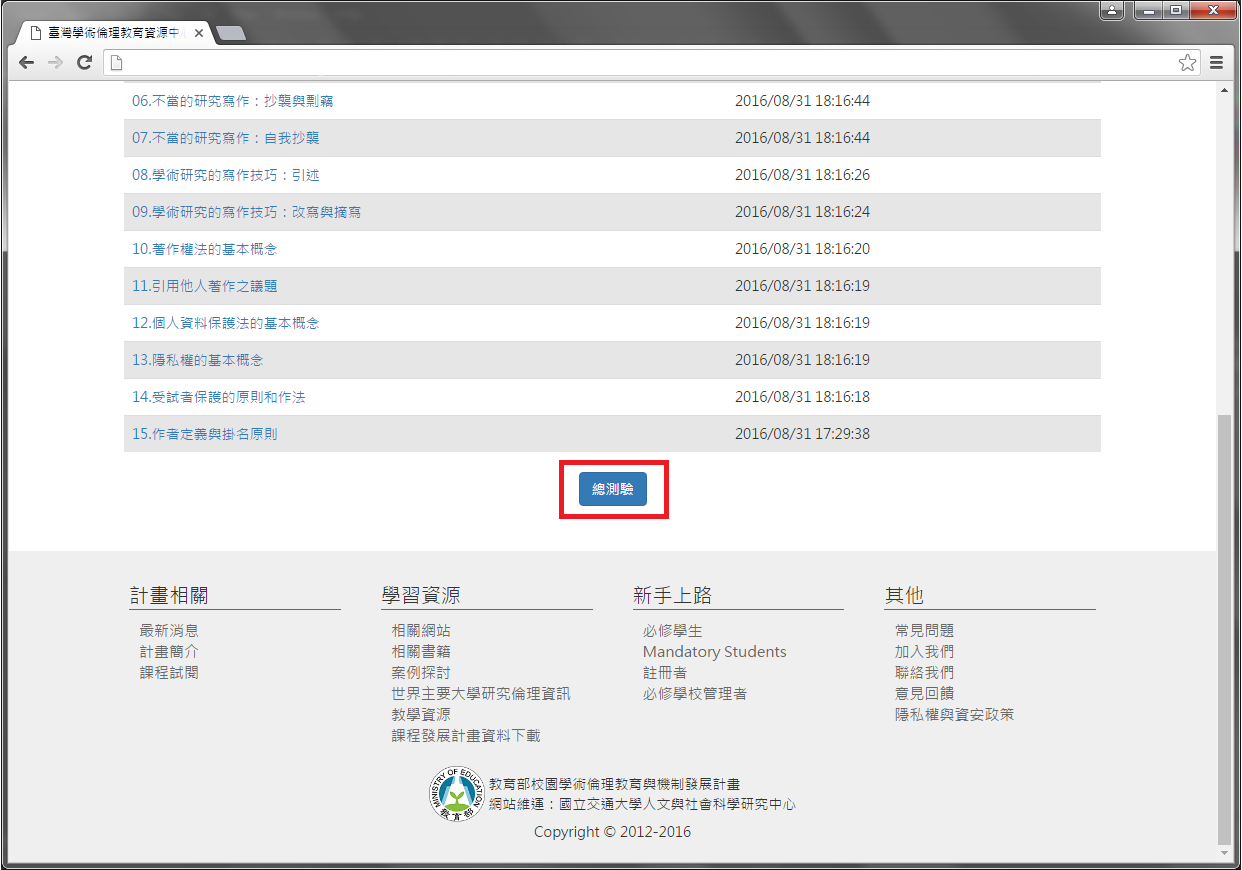 臺灣學術倫理教育資源中
06.不當的研究寫作：抄襲與剽竊 2016/08/31 18:16:44
07.不當的研究寫作：自我抄襲 2016/08/31 18:16:44
08.學術研究的寫作技巧：引述 2016/08/31 18:16:26
09.學術研究的寫作技巧：改寫與摘寫 2016/08/31 18:16:24
10.著作權法的基本概念 2016/08/31 18:16:20
11.引用他人著作之議題 2016/08/31 18:16:19
12.個人資料保護法的基本概念 2016/08/31 18:16:19
13.隱私權的基本概念 2016/08/31 18:16:19
14.受試者保護的原則和作法 2016/08/31 18:16:18
15.作者定義與掛名原則 2016/08/31 17:29:38
總測驗
計畫相關
最新消息
計畫簡介
課程試閱
學習資源
相關網站
相關書籍
案例探討
世界主要大學研究倫理資訊
教學資源
課程發展計畫資料下載
新手上路
必修學生
Mandatory Students
註冊者
必修學校管理者
其他
常見問題
加入我們
聯絡我們
意見回饋
隱私權與資安政策
MINISTRY OF EDUCATION
教育部
教育部校園學術倫理教育與機制發展計畫
網站維運：國立交通大學人文與社會科學研究中心
Copyright © 2012-2016